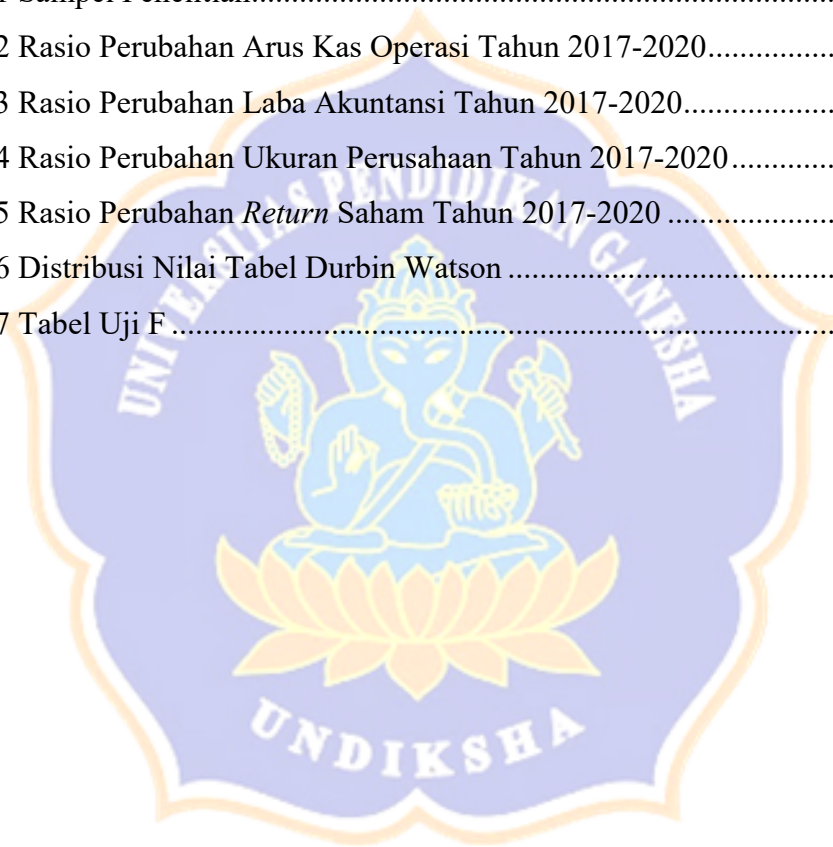 1 Sampel Penelitian.....................................................................
2 Rasio Perubahan Arus Kas Operasi Tahun 2017-2020................
3 Rasio Perubahan Laba Akuntansi Tahun 2017-2020...................
4 Rasio Perubahan Ukuran Perusahaan Tahun 2017-2020.............
5 Rasio Perubahan Return Saham Tahun 2017-2020.....................
6 Distribusi Nilai Tabel Durbin Watson.........................................
7 Tabel Uji F..................................................................................
UNIVERSITAS PENDIDIKAN GANESHA
UNDIKSHA